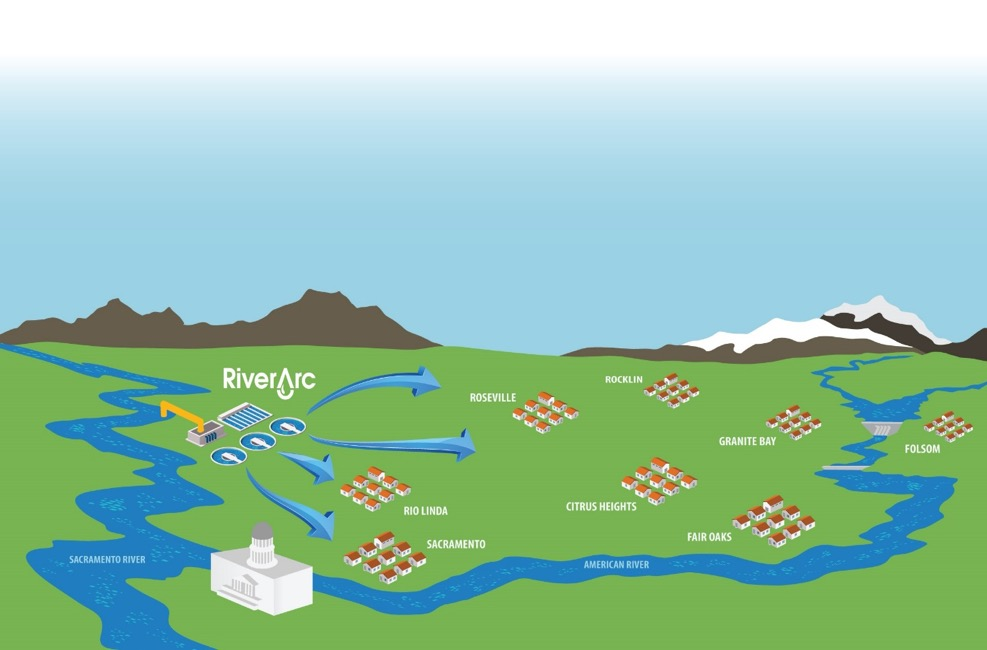 RiverArc
ROCKLIN
ROSEVILLE
GRANITE BAY
FOLSOM
CITRUS HEIGHTS
RIO LINDA
FAIR OAKS
SACRAMENTO
SACRAMENTO RIVER
AMERICAN RIVER